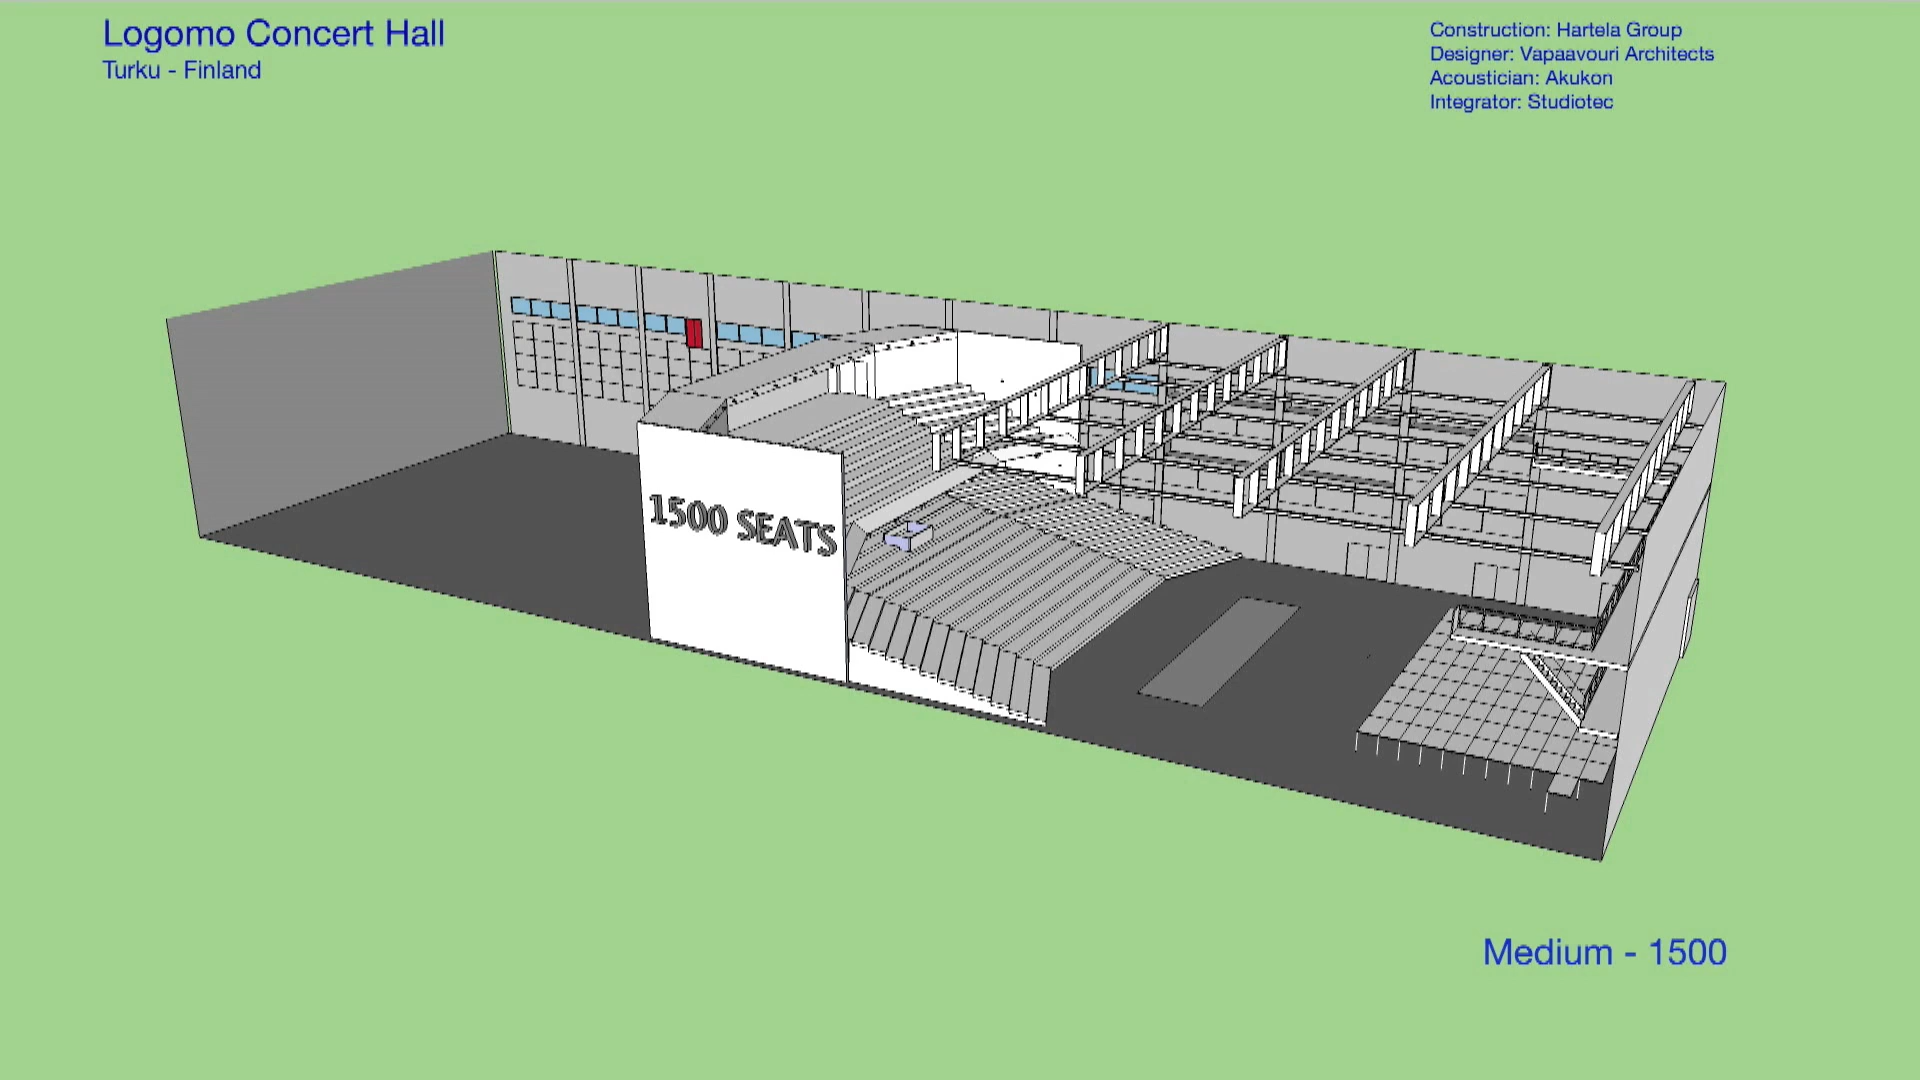 Logomo Concert Hall
Turku - Finland
Construction: Hartela Group
Designer: Vapaavouri Architects
Acoustician: Akukon
Integrator: Studiotec
1500 SEATS
Medium - 1500